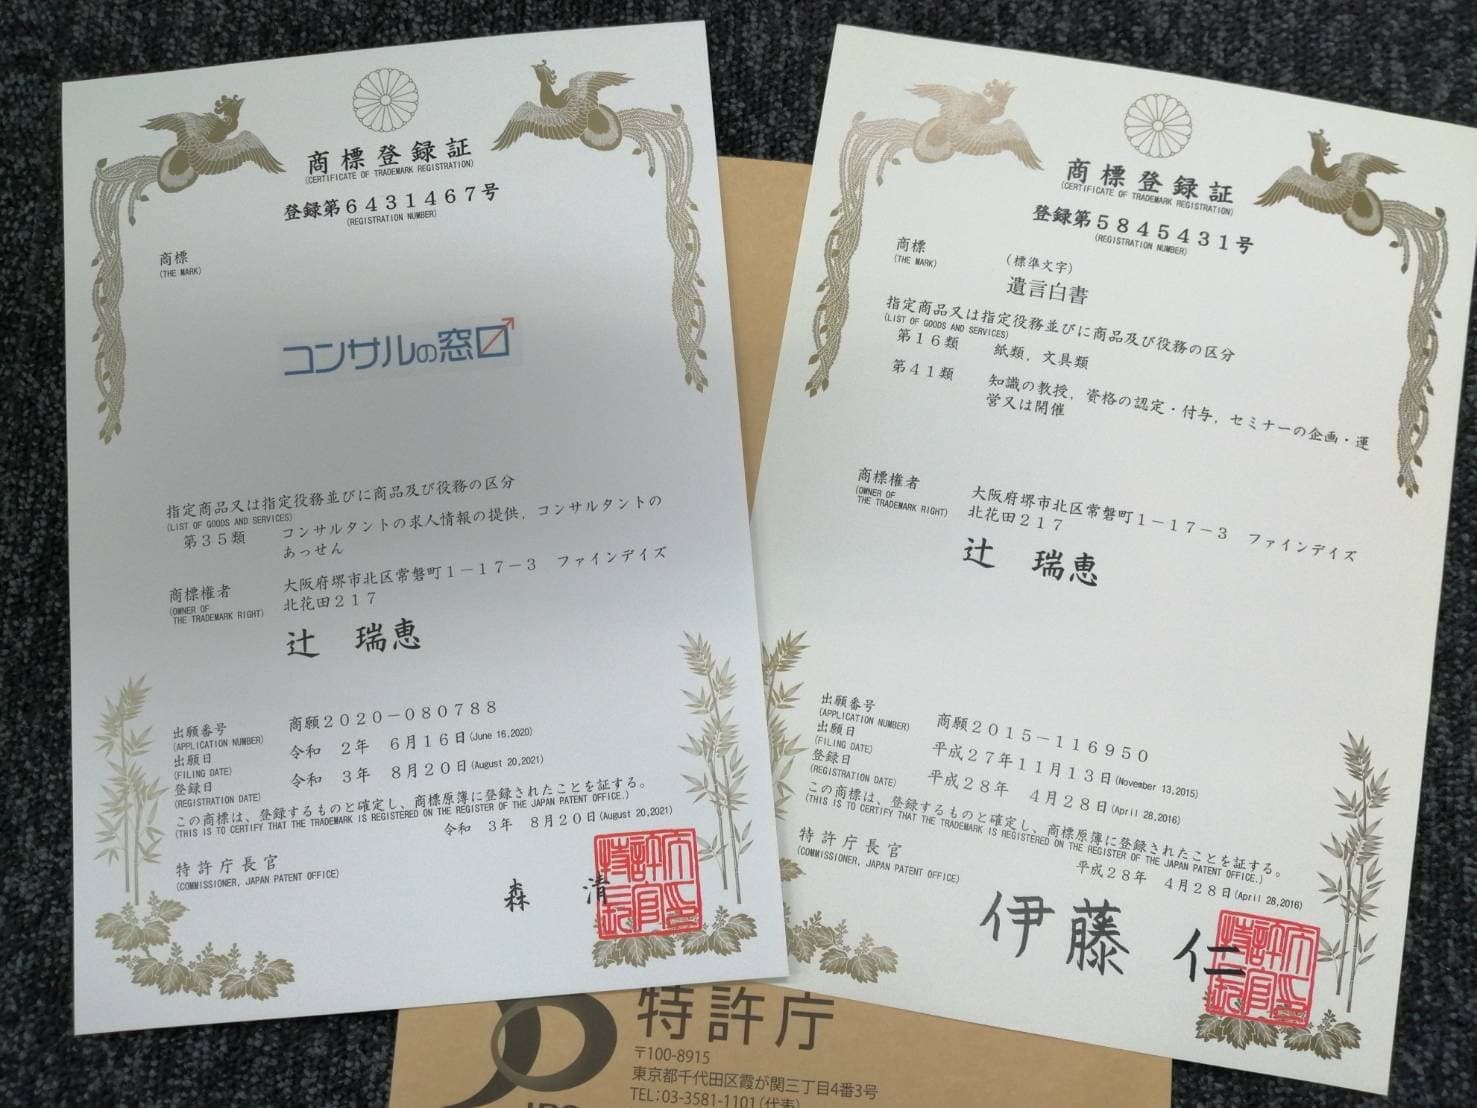 商標登録証
(CERTIFICATE OF TRADEMARK REGISTRATION)
登録第6431467号
(REGISTRATION NUMBER)
商標
(THE MARK)
コンサルの窓口
指定商品又は指定役務並びに商品及び役務の区分
(LIST OF GOODS AND SERVICES)
第35類 コンサルタントの求人情報の提供，コンサルタントの
あっせん
商標権者 大阪府堺市北区常磐町1－17－3 ファインデイズ
(OWNER OF
THE TRADEMARK RIGHT)
北花田217
辻 瑞恵
出願番号 商願2020－080788
(APPLICATION NUMBER)
出願日 令和 2年 6月16日(June 16,2020)
(FILING DATE)
登録日 令和 3年 8月20日(August 20,2021)
(REGISTRATION DATE)
この商標は、登録するものと確定し、商標原簿に登録されたことを証する。
(THIS IS TO CERTIFY THAT THE TRADEMARK IS REGISTERED ON THE REGISTER OF THE JAPAN PATENT OFFICE.)
令和 3年 8月20日(August 20,2021)
特許庁長官
(COMMISSIONER, JAPAN PATENT OFFICE)
森 清
商標登録証
(CERTIFICATE OF TRADEMARK REGISTRATION)
登録第5845431号
(REGISTRATION NUMBER)
商標 (標準文字)
(THE MARK)
遺言白書
指定商品又は指定役務並びに商品及び役務の区分
(LIST OF GOODS AND SERVICES)
第16類 紙類，文具類
第41類 知識の教授，資格の認定・付与，セミナーの企画・運
営又は開催
商標権者 大阪府堺市北区常磐町1－17－3 ファインデイズ
(OWNER OF
THE TRADEMARK RIGHT)
北花田217
辻 瑞恵
出願番号 商願2015－116950
(APPLICATION NUMBER)
出願日 平成27年11月13日(November 13,2015)
(FILING DATE)
登録日 平成28年 4月28日(April 28,2016)
(REGISTRATION DATE)
この商標は、登録するものと確定し、商標原簿に登録されたことを証する。
(THIS IS TO CERTIFY THAT THE TRADEMARK IS REGISTERED ON THE REGISTER OF THE JAPAN PATENT OFFICE.)
平成28年 4月28日(April 28,2016)
特許庁長官
(COMMISSIONER, JAPAN PATENT OFFICE)
伊藤 仁
特許庁
〒100-8915
東京都千代田区霞が関三丁目4番3号
TEL:03-3581-1101(代表)